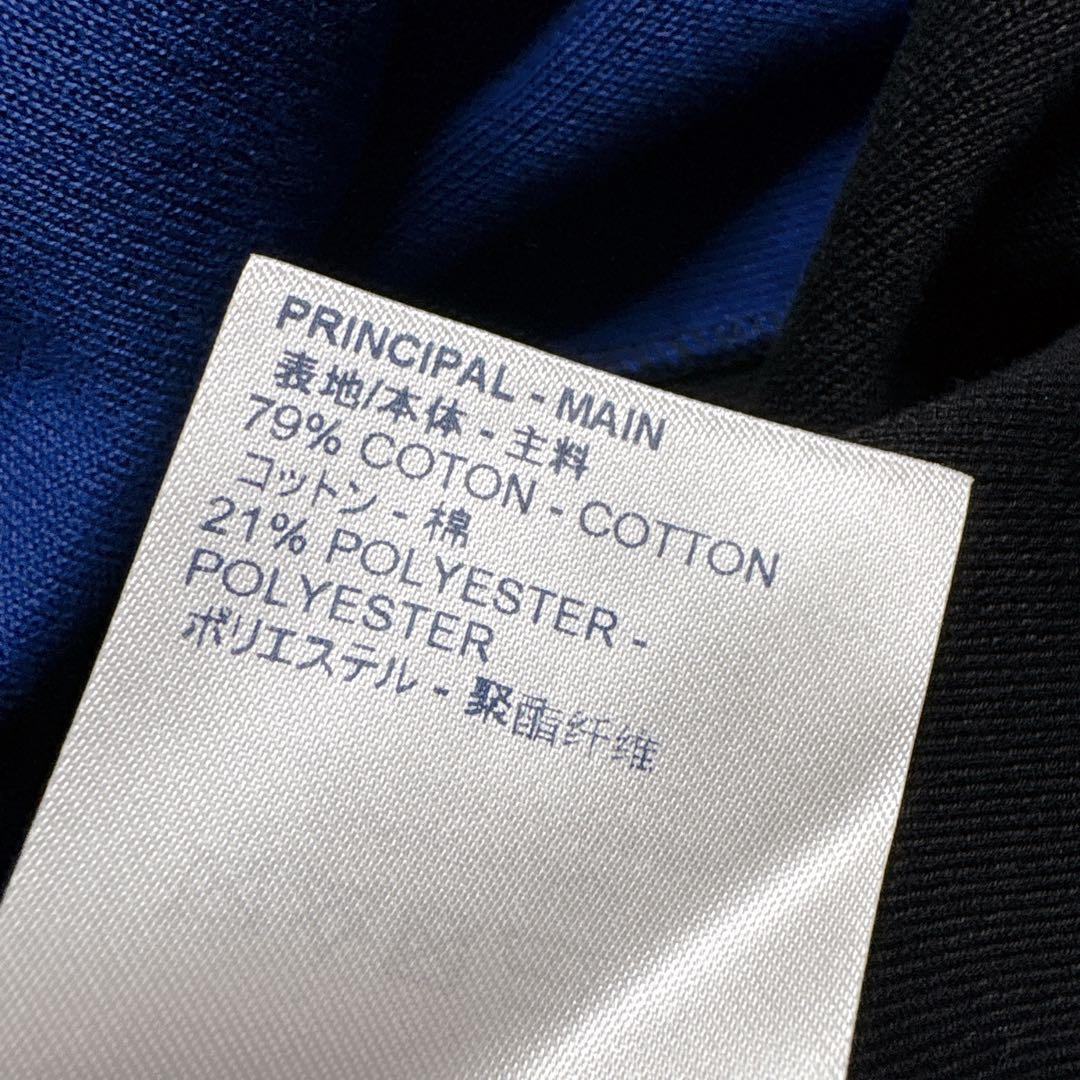 PRINCIPAL - MAIN
表地/本体 - 主料
79% COTON - COTTON
コットン - 棉
21% POLYESTER -
POLYESTER
ポリエステル - 聚酯纤维